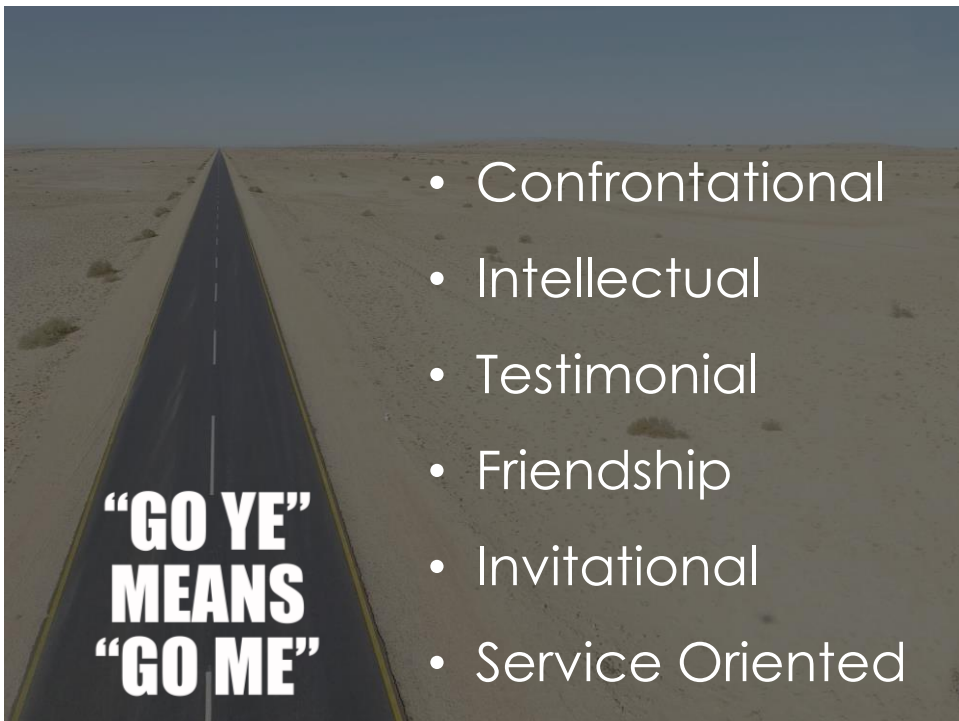 • Confrontational
• Intellectual
• Testimonial
• Friendship
• Invitational
• Service Oriented
“GO YE”
MEANS
“GO ME”